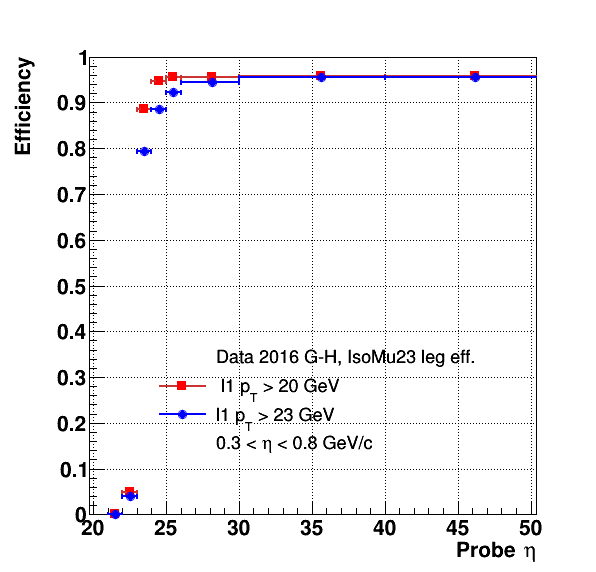 Efficiency
1
0.9
0.8
0.7
0.6
0.5
0.4
0.3
0.2
0.1
0
Data 2016 G-H, IsoMu23 leg eff.
l1 pT > 20 GeV
l1 pT > 23 GeV
0.3 < η < 0.8 GeV/c
20 25 30 35 40 45 50
Probe η